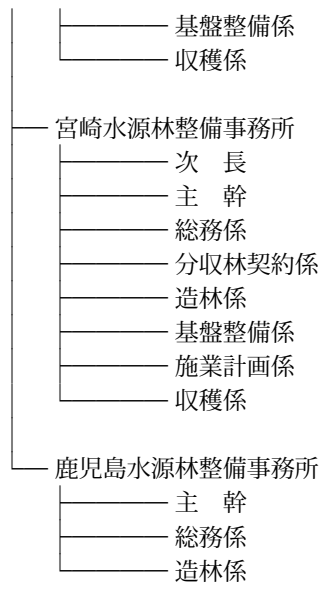 基盤整備係
収穫係
宮崎水源林整備事務所
次　長
主　幹
総務係
分収林契約係
造林係
基盤整備係
施業計画係
収穫係
鹿児島水源林整備事務所
主　幹
総務係
造林係